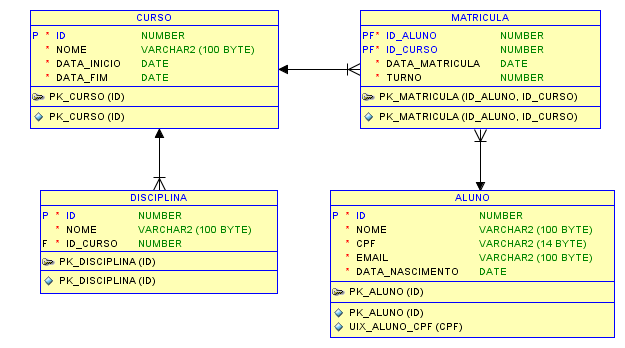 CURSO
P * ID NUMBER
* NOME VARCHAR2 (100 BYTE)
* DATA_INICIO DATE
* DATA_FIM DATE
PK_CURSO (ID)
PK_CURSO (ID)
MATRICULA
PF* ID_ALUNO NUMBER
PF* ID_CURSO NUMBER
* DATA_MATRICULA DATE
* TURNO NUMBER
PK_MATRICULA (ID_ALUNO, ID_CURSO)
PK_MATRICULA (ID_ALUNO, ID_CURSO)
DISCIPLINA
P * ID NUMBER
* NOME VARCHAR2 (100 BYTE)
F * ID_CURSO NUMBER
PK_DISCIPLINA (ID)
PK_DISCIPLINA (ID)
ALUNO
P * ID NUMBER
* NOME VARCHAR2 (100 BYTE)
* CPF VARCHAR2 (14 BYTE)
* EMAIL VARCHAR2 (100 BYTE)
* DATA_NASCIMENTO DATE
PK_ALUNO (ID)
PK_ALUNO (ID)
UIX_ALUNO_CPF (CPF)